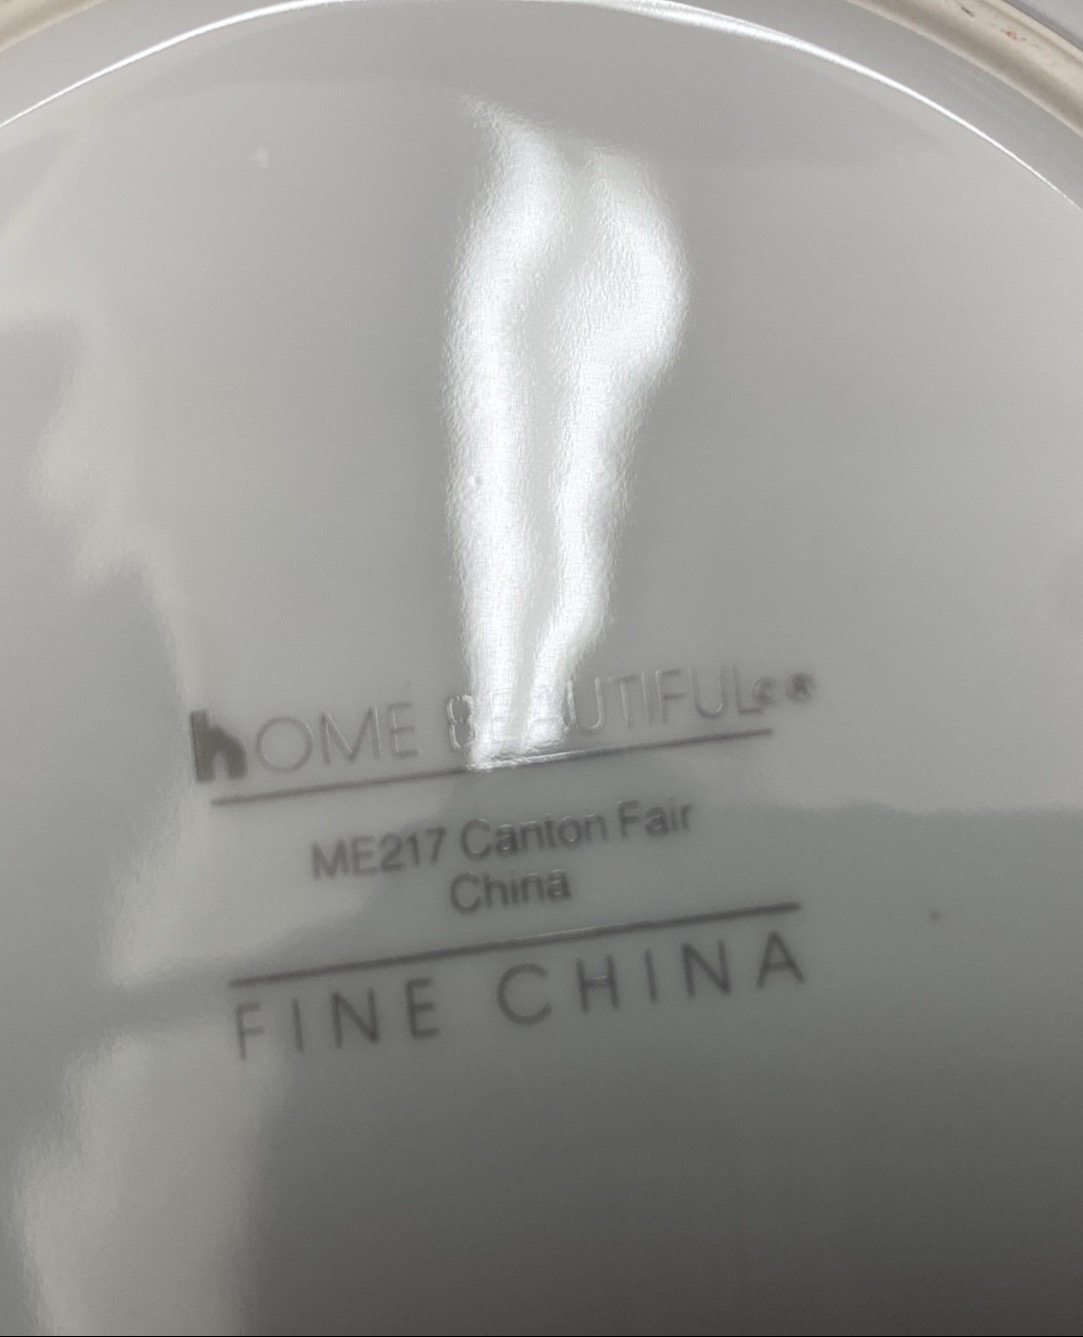 hOME BEAUTIFUL©®
ME217 Canton Fair
China
FINE CHINA